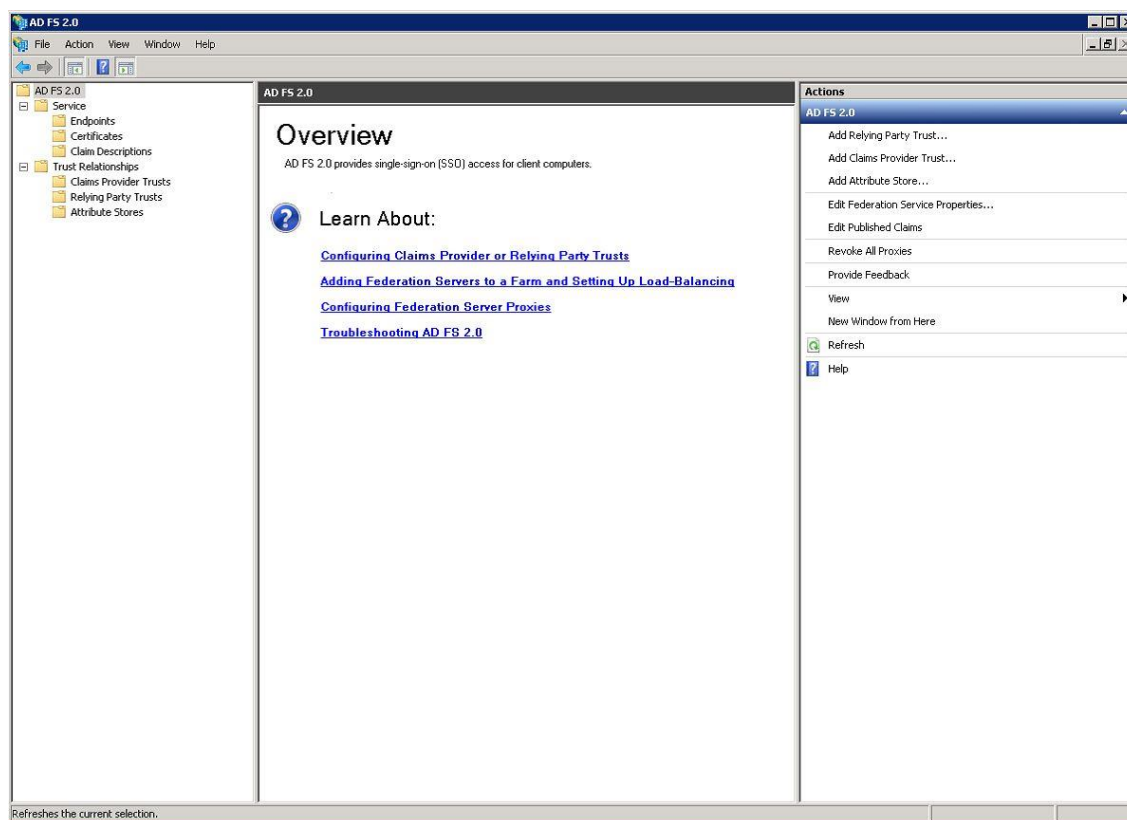 AD FS 2.0
File Action View Window Help
AD FS 2.0
Service
Endpoints
Certificates
Claim Descriptions
Trust Relationships
Claims Provider Trusts
Relying Party Trusts
Attribute Stores
AD FS 2.0
Overview
AD FS 2.0 provides single-sign-on (SSO) access for client computers.
Learn About:
Configuring Claims Provider or Relying Party Trusts
Adding Federation Servers to a Farm and Setting Up Load-Balancing
Configuring Federation Server Proxies
Troubleshooting AD FS 2.0
Actions
AD FS 2.0
Add Relying Party Trust...
Add Claims Provider Trust...
Add Attribute Store...
Edit Federation Service Properties...
Edit Published Claims
Revoke All Proxies
Provide Feedback
View
New Window from Here
Refresh
Help
Refreshes the current selection.